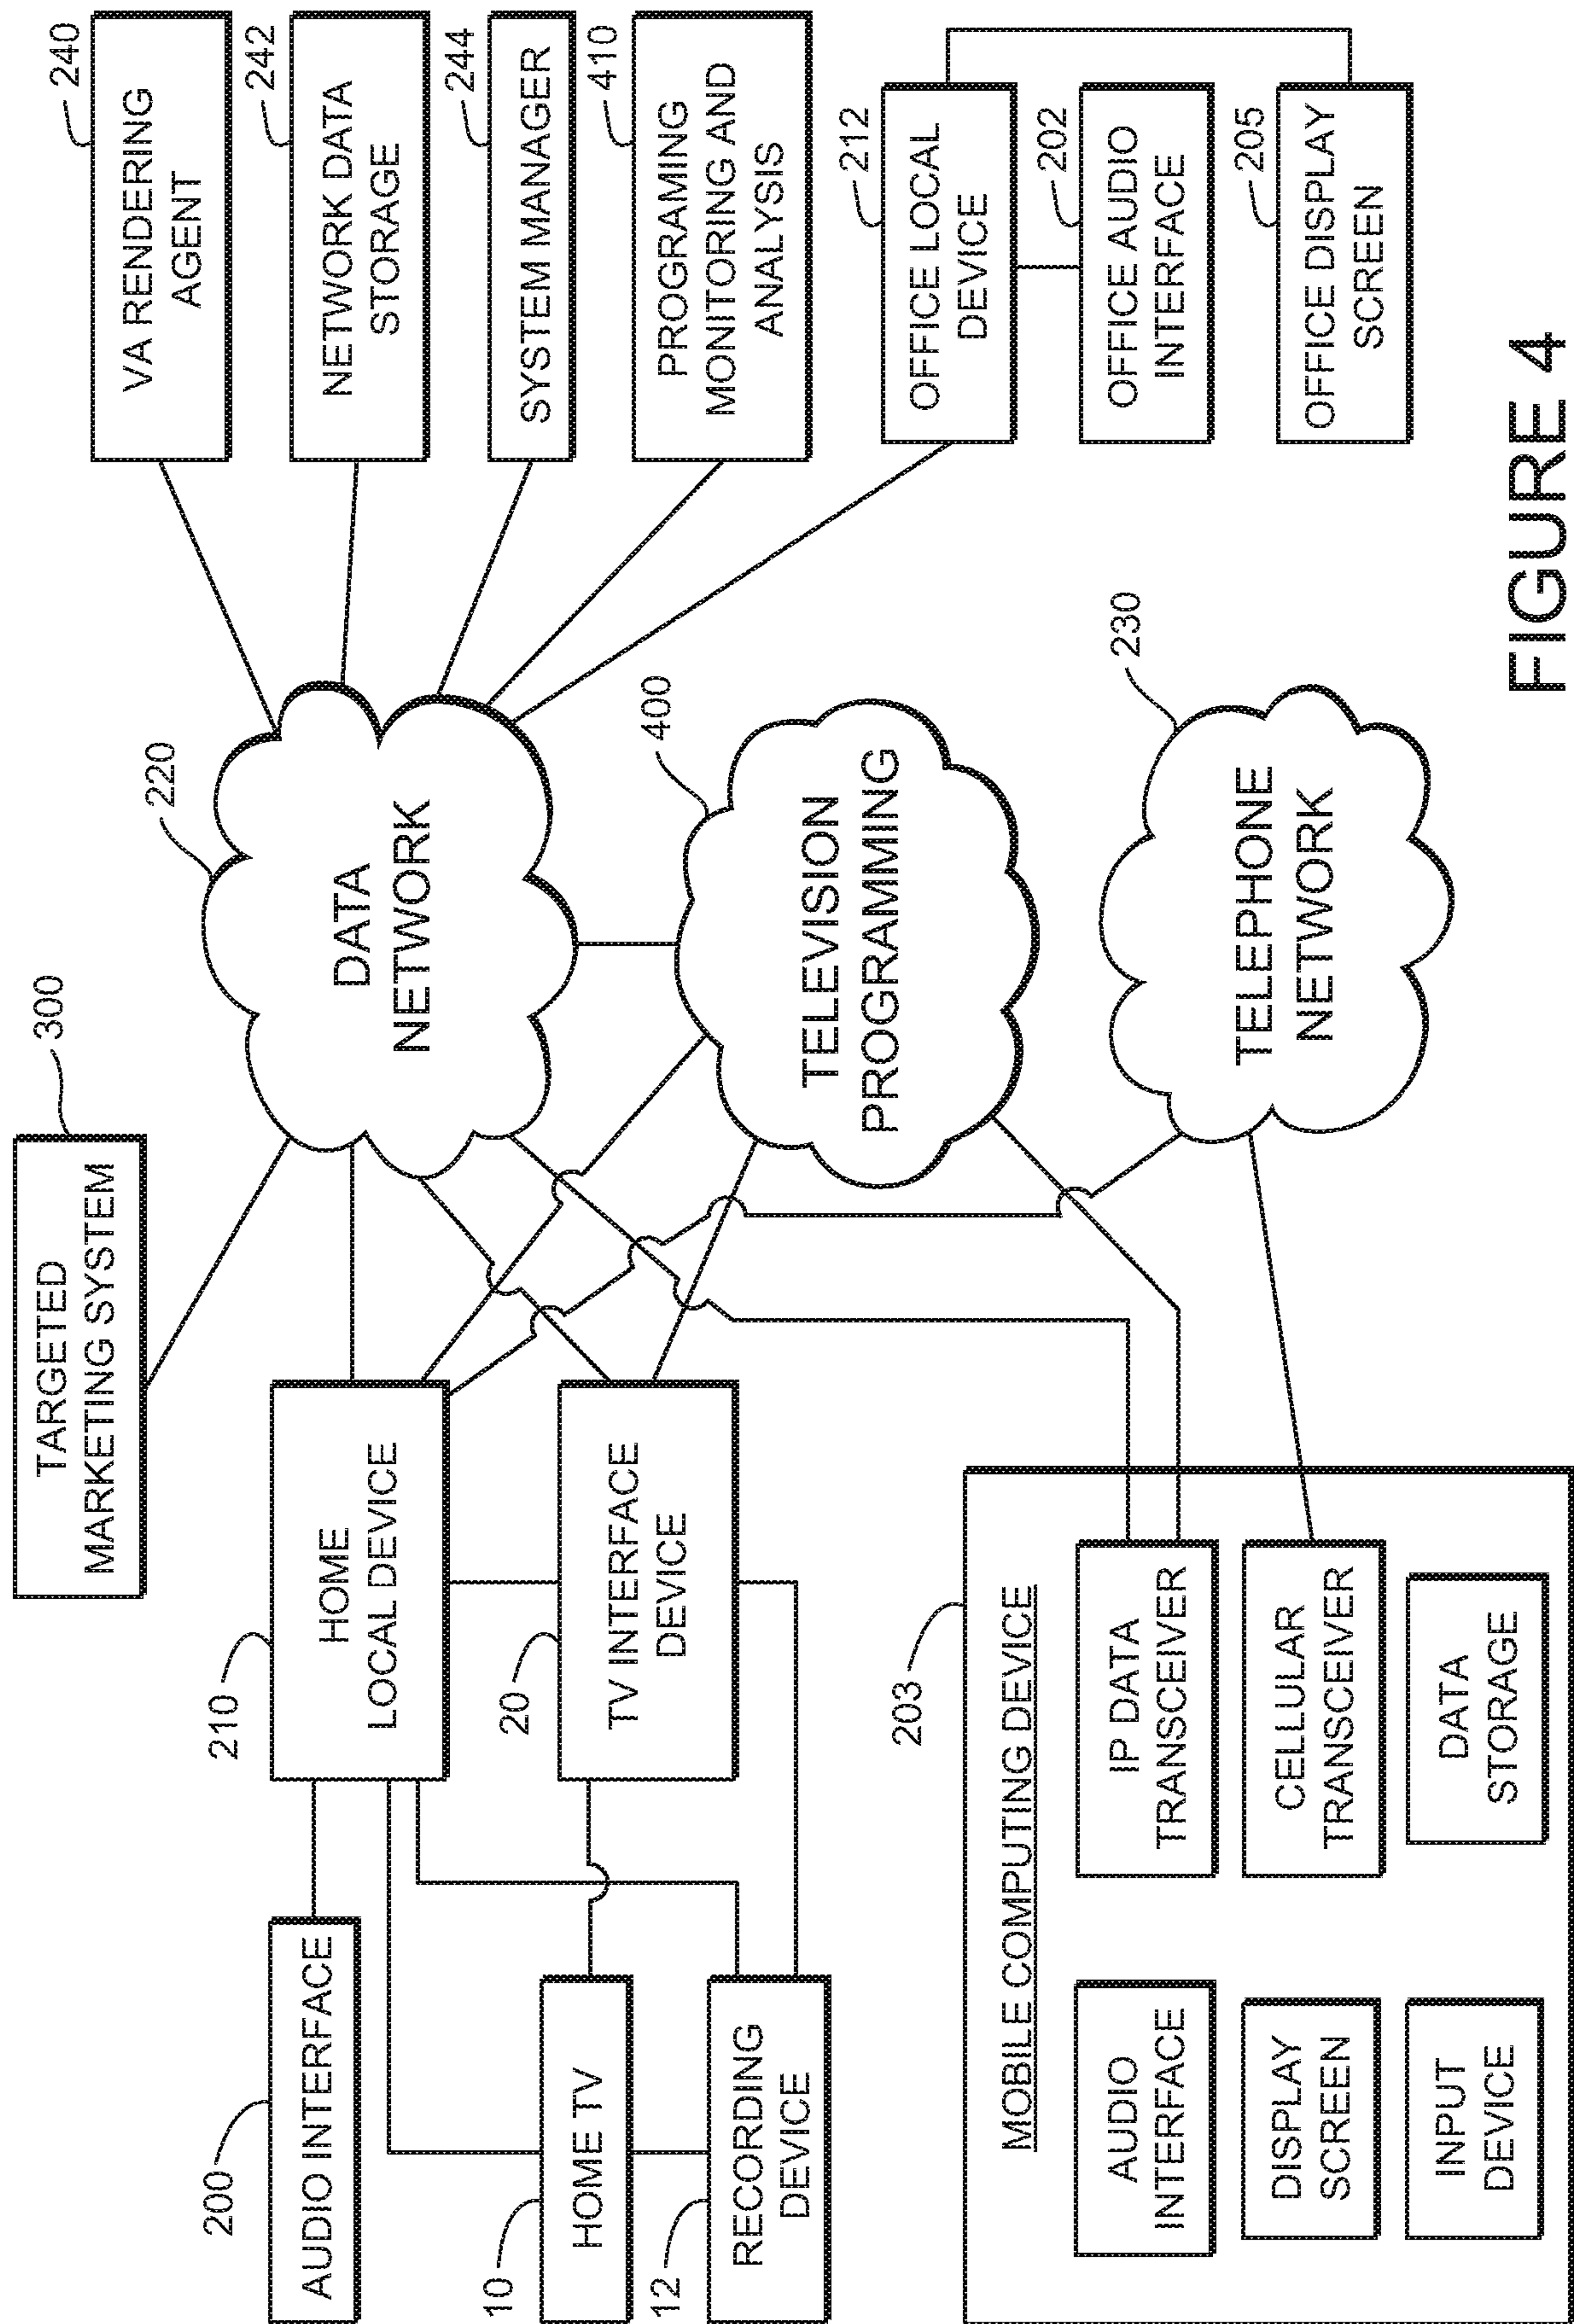 TARGETED
MARKETING SYSTEM
300
240
VA RENDERING
AGENT
242
NETWORK DATA
STORAGE
244
SYSTEM MANAGER
410
PROGRAMING
MONITORING AND
ANALYSIS
212
OFFICE LOCAL
DEVICE
202
OFFICE AUDIO
INTERFACE
205
OFFICE DISPLAY
SCREEN
220
DATA
NETWORK
400
TELEVISION
PROGRAMMING
230
TELEPHONE
NETWORK
200
AUDIO INTERFACE
210
HOME
LOCAL DEVICE
20
TV INTERFACE
DEVICE
10
HOME TV
12
RECORDING
DEVICE
203
MOBILE COMPUTING DEVICE
AUDIO
INTERFACE
IP DATA
TRANSCEIVER
DISPLAY
SCREEN
CELLULAR
TRANSCEIVER
INPUT
DEVICE
DATA
STORAGE
FIGURE 4